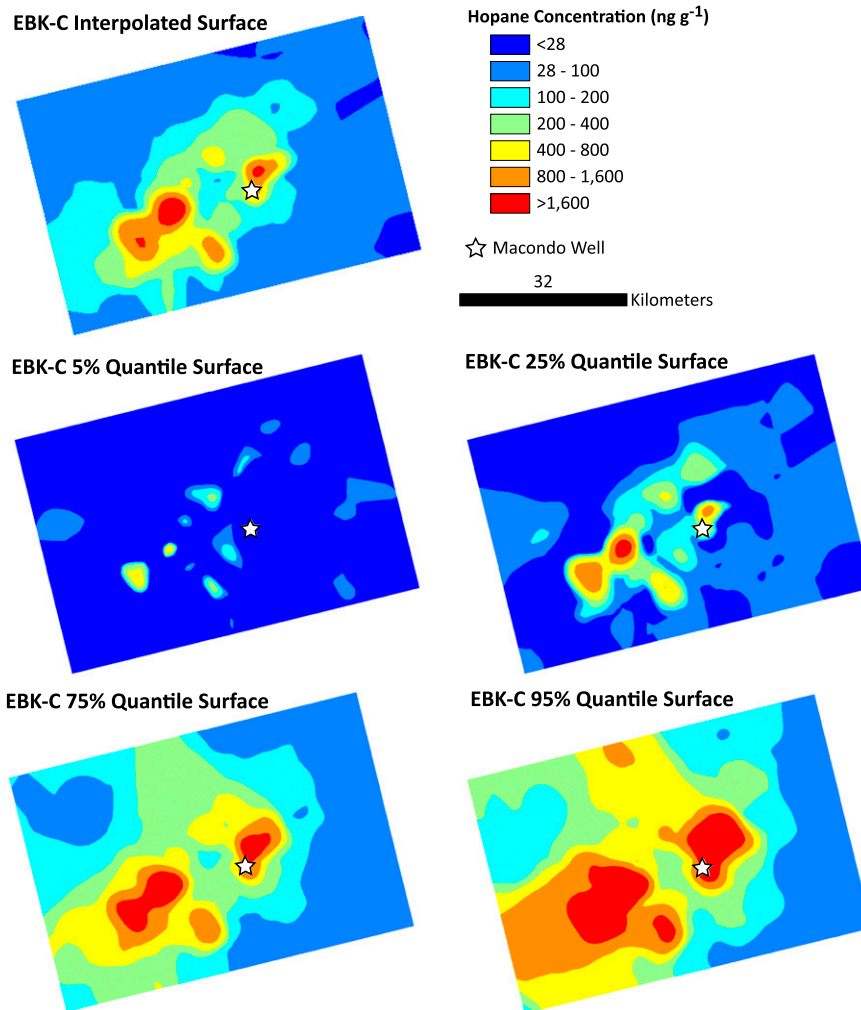 EBK-C Interpolated Surface
Hopane Concentration (ng g-1)
<28
28 - 100
100 - 200
200 - 400
400 - 800
800 - 1,600
>1,600
Macondo Well
32
Kilometers
EBK-C 5% Quantile Surface
EBK-C 25% Quantile Surface
EBK-C 75% Quantile Surface
EBK-C 95% Quantile Surface